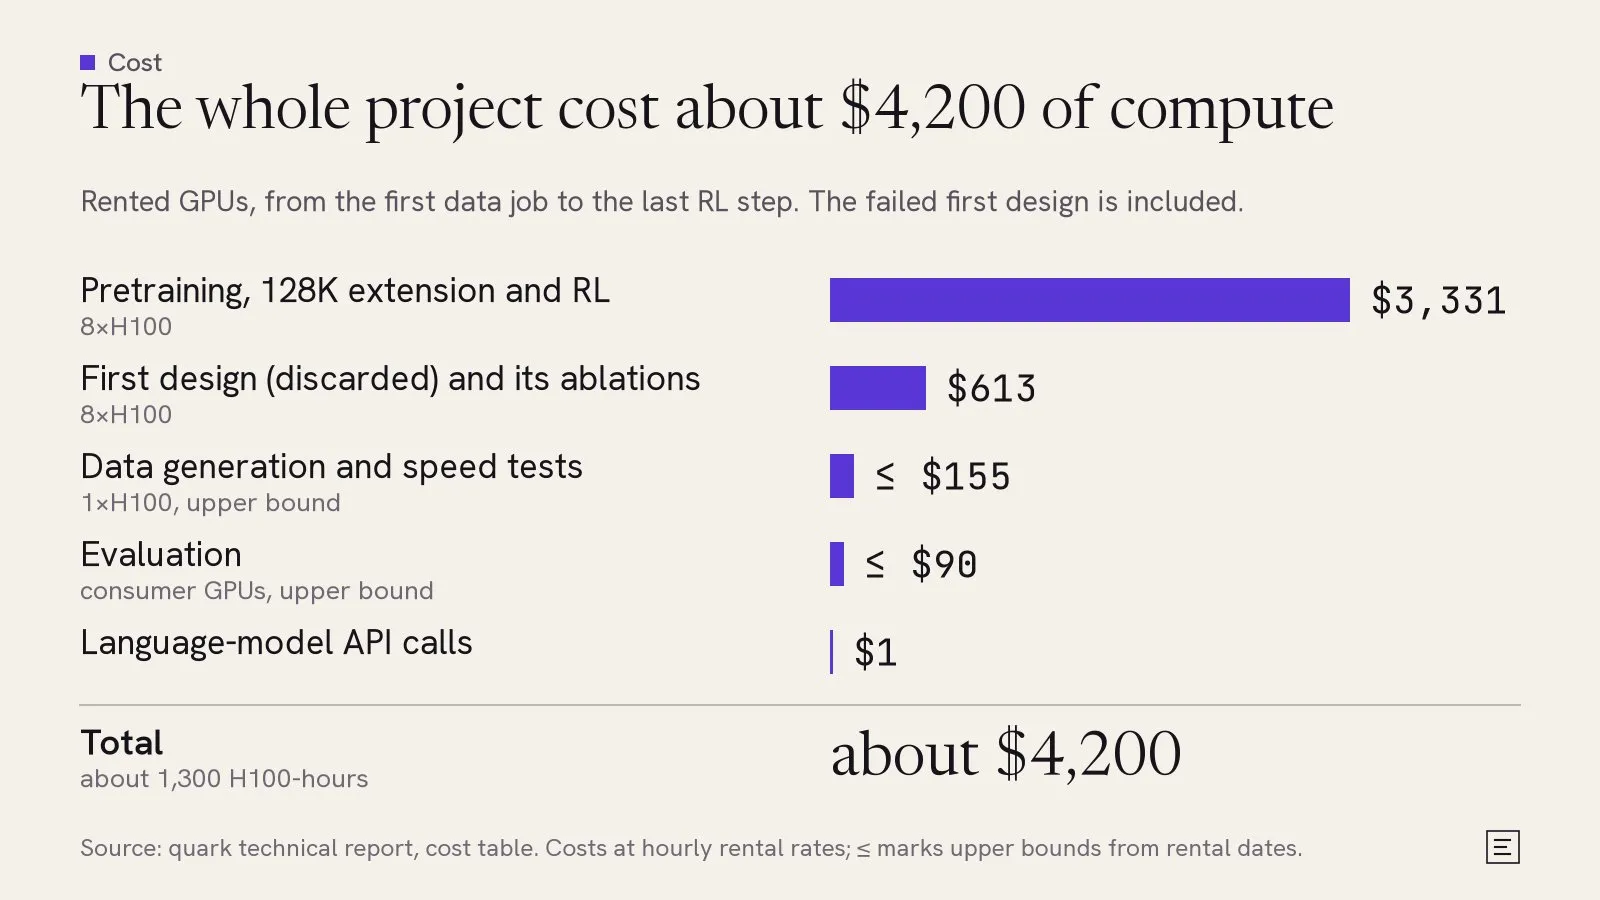 Cost
The whole project cost about $4,200 of compute
Rented GPUs, from the first data job to the last RL step. The failed first design is included.
Pretraining, 128K extension and RL
8×H100
$3,331
First design (discarded) and its ablations
8×H100
$613
Data generation and speed tests
1×H100, upper bound
≤ $155
Evaluation
consumer GPUs, upper bound
≤ $90
Language-model API calls
$1
Total
about 1,300 H100-hours
about $4,200
Source: quark technical report, cost table. Costs at hourly rental rates; ≤ marks upper bounds from rental dates.